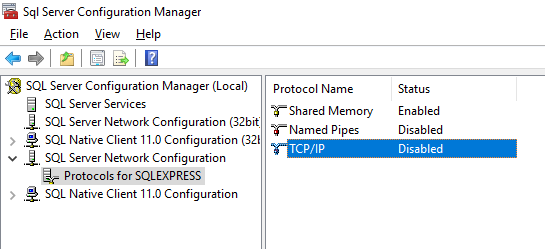 Sql Server Configuration Manager
File Action View Help
SQL Server Configuration Manager (Local)
SQL Server Services
SQL Server Network Configuration (32bit)
SQL Native Client 11.0 Configuration (32b
SQL Server Network Configuration
Protocols for SQLEXPRESS
SQL Native Client 11.0 Configuration
Protocol Name Status
Shared Memory Enabled
Named Pipes Disabled
TCP/IP Disabled